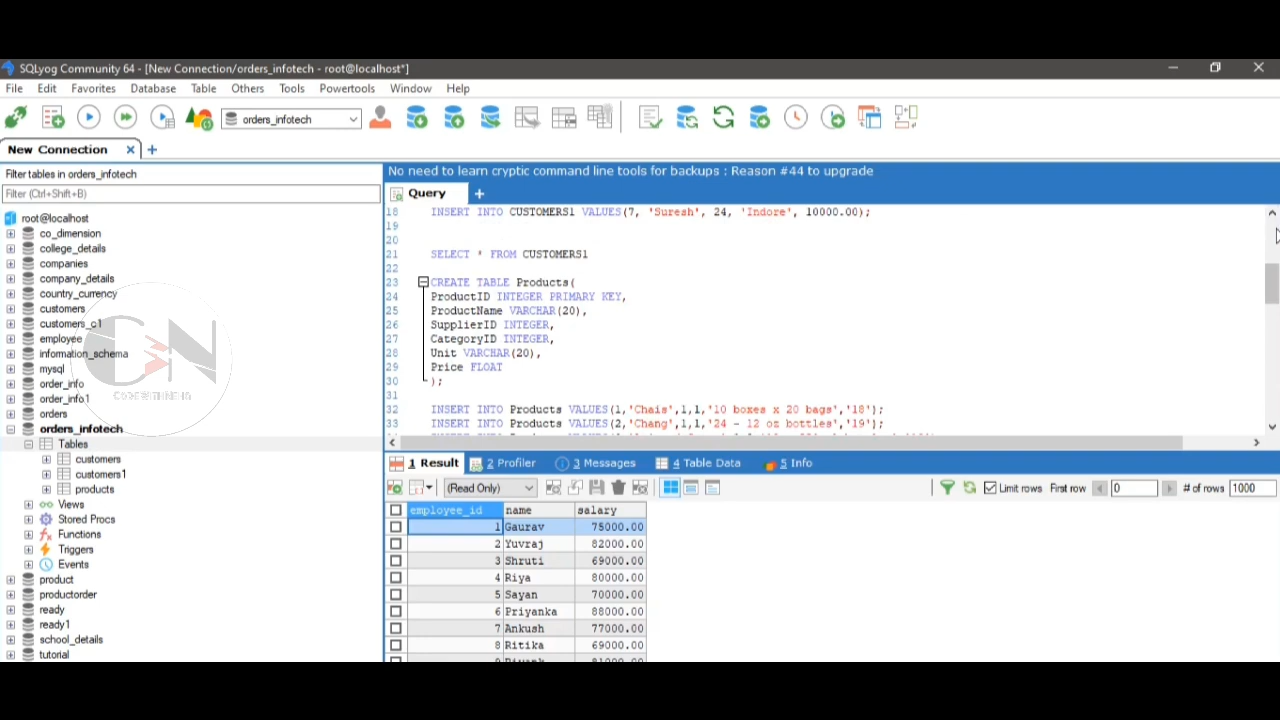 SQLyog Community 64 - [New Connection/orders_infotech - root@localhost*]
File Edit Favorites Database Table Others Tools Powertools Window Help
orders_infotech
New Connection
Filter tables in orders_infotech
Filter (Ctrl+Shift+B)
root@localhost
co_dimension
college_details
companies
company_details
country_currency
customers
customers_c1
employee
information_schema
mysql
order_info
order_info1
orders
orders_infotech
Tables
customers
customers1
products
Views
Stored Procs
Functions
Triggers
Events
product
productorder
ready
ready1
school_details
tutorial
CODEWITHNEHO
No need to learn cryptic command line tools for backups : Reason #44 to upgrade
Query
18 INSERT INTO CUSTOMERS1 VALUES(7, 'Suresh', 24, 'Indore', 10000.00);
19
20
21 SELECT * FROM CUSTOMERS1
22
23 CREATE TABLE Products(
24 ProductID INTEGER PRIMARY KEY,
25 ProductName VARCHAR(20),
26 SupplierID INTEGER,
27 CategoryID INTEGER,
28 Unit VARCHAR(20),
29 Price FLOAT
30 );
31
32 INSERT INTO Products VALUES(1,'Chais',1,1,'10 boxes x 20 bags','18');
33 INSERT INTO Products VALUES(2,'Chang',1,1,'24 - 12 oz bottles','19');
1 Result 2 Profiler 3 Messages 4 Table Data 5 Info
(Read Only) Limit rows First row 0 # of rows 1000
employee_id name salary
1 Gaurav 75000.00
2 Yuvraj 82000.00
3 Shruti 69000.00
4 Riya 80000.00
5 Sayan 70000.00
6 Priyanka 88000.00
7 Ankush 77000.00
8 Ritika 69000.00